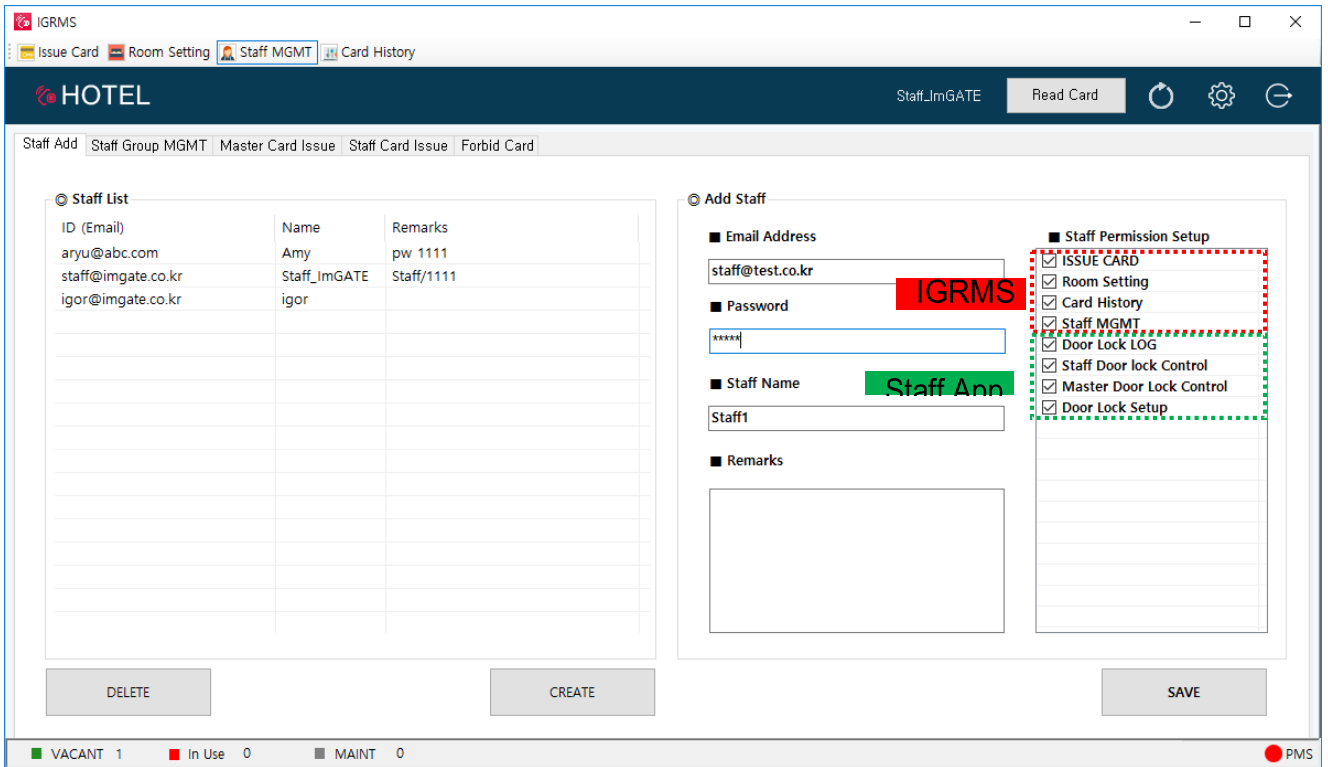 IGRMS
Issue Card Room Setting Staff MGMT Card History
HOTEL
Staff_ImGATE Read Card
Staff Add Staff Group MGMT Master Card Issue Staff Card Issue Forbid Card
◎ Staff List
ID (Email) Name Remarks
aryu@abc.com Amy pw 1111
staff@imgate.co.kr Staff_ImGATE Staff/1111
igor@imgate.co.kr igor
DELETE
CREATE
◎ Add Staff
■ Email Address
staff@test.co.kr
IGRMS
■ Password
*****
■ Staff Name
Staff App
Staff1
■ Remarks
■ Staff Permission Setup
ISSUE CARD
Room Setting
Card History
Staff MGMT
Door Lock LOG
Staff Door lock Control
Master Door Lock Control
Door Lock Setup
SAVE
VACANT 1 In Use 0 MAINT 0
PMS